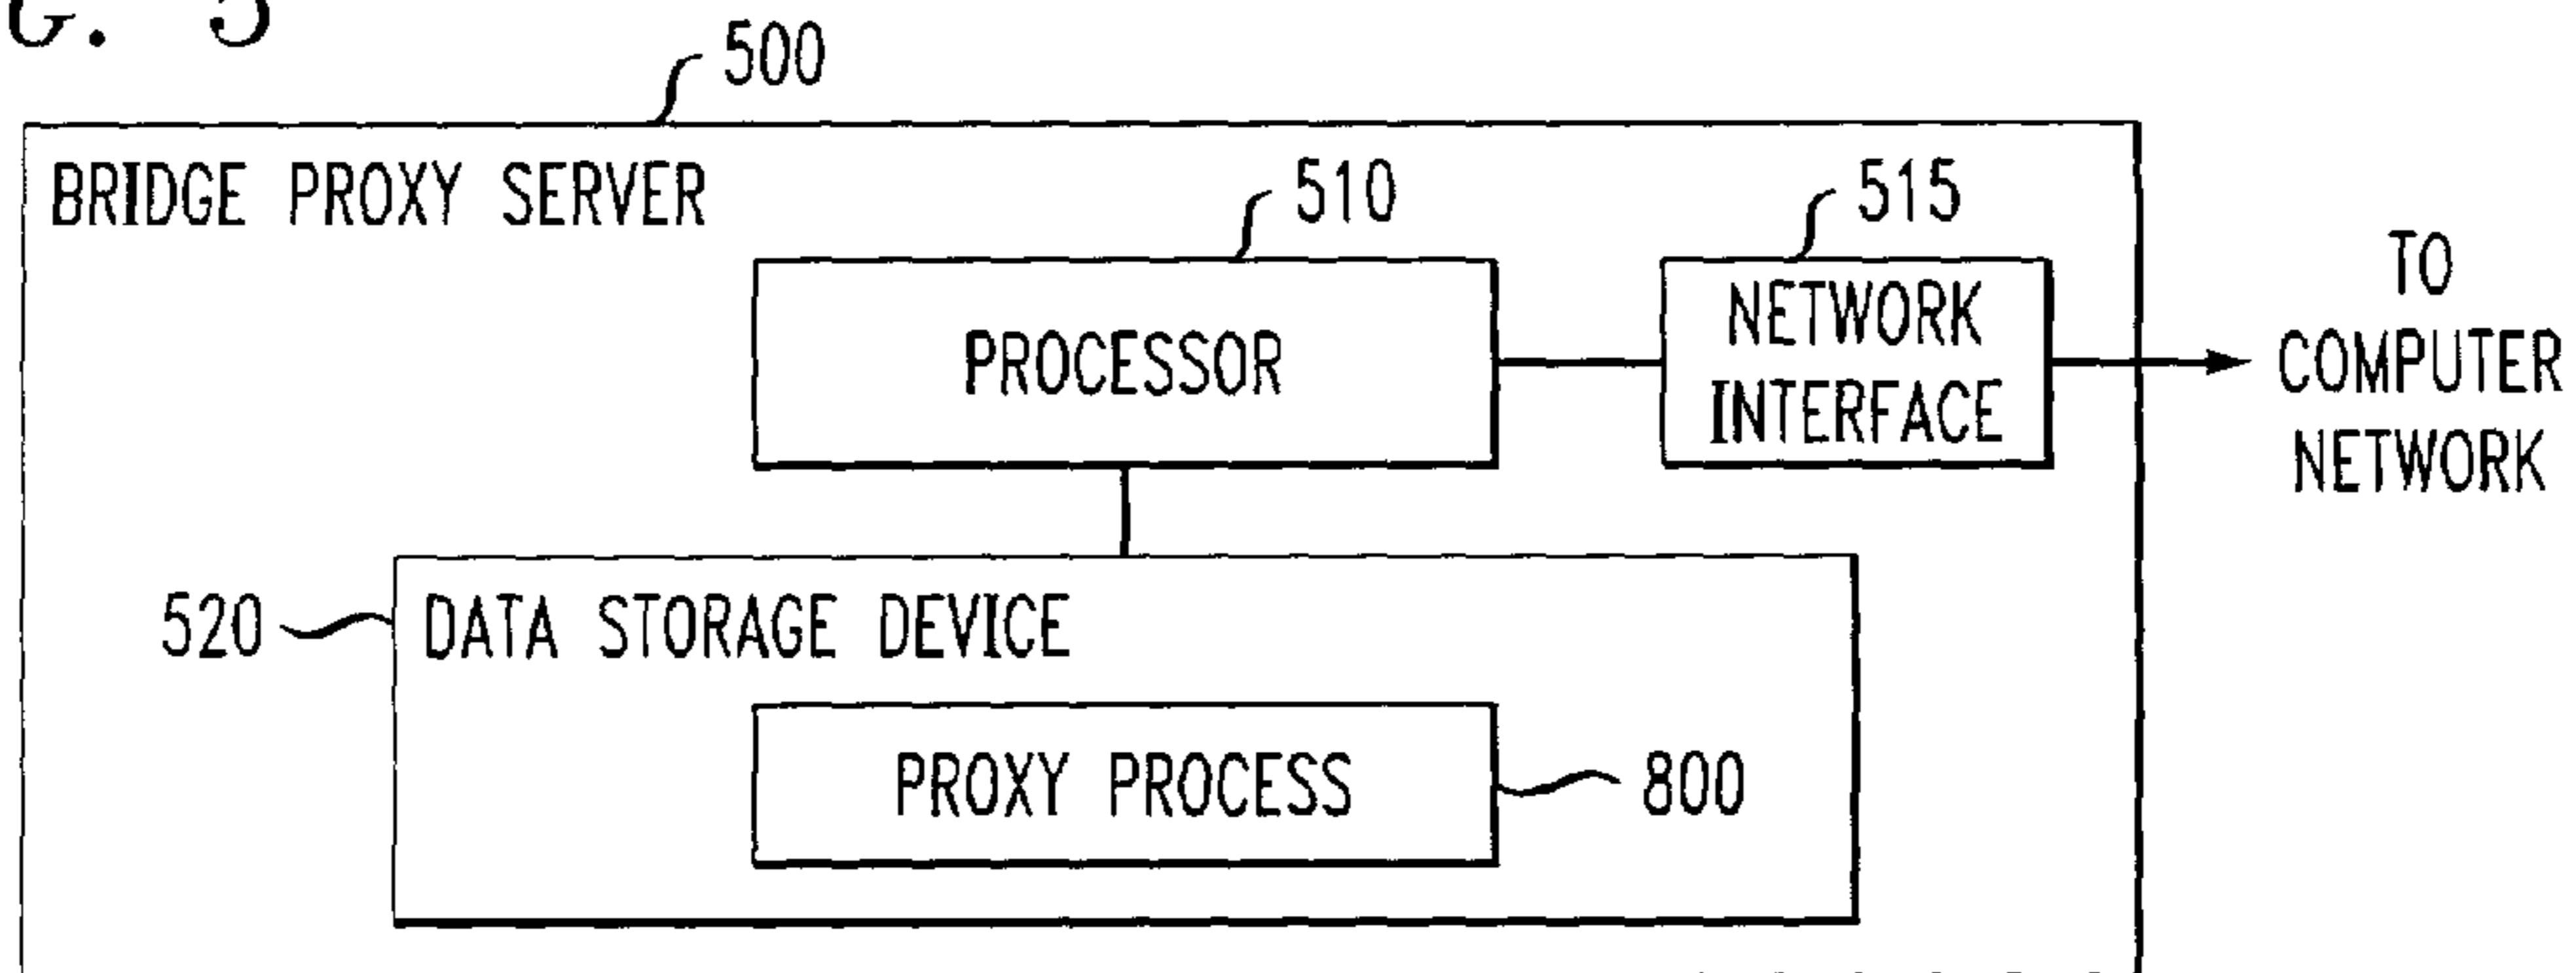 G. 5
500
BRIDGE PROXY SERVER
510
515
PROCESSOR
NETWORK
INTERFACE
TO
COMPUTER
NETWORK
520
DATA STORAGE DEVICE
PROXY PROCESS
800